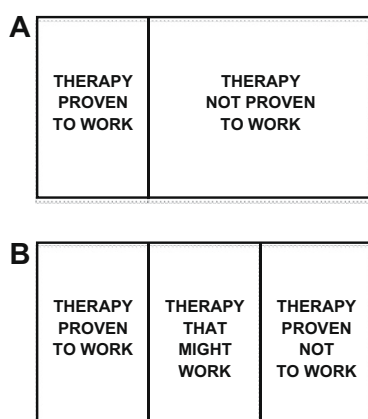 A
THERAPY
PROVEN
TO WORK
THERAPY
NOT PROVEN
TO WORK
B
THERAPY
PROVEN
TO WORK
THERAPY
THAT
MIGHT
WORK
THERAPY
PROVEN
NOT
TO WORK